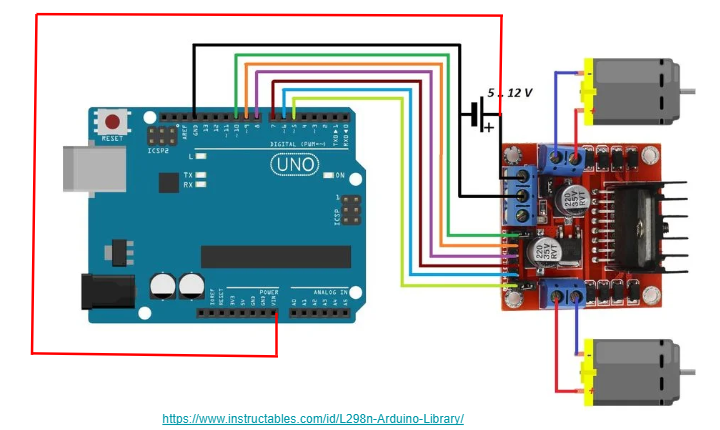 5 .. 12 V
+
RESET
ICSP2
AREF
GND
13
12
~11
~10
~9
8
7
~6
~5
4
~3
2
TXD▸1
RXD◂0
DIGITAL (PWM=~)
L
TX
RX
UNO
ON
1
ICSP
POWER
ANALOG IN
IOREF
RESET
3V3
5V
GND
GND
VIN
A0
A1
A2
A3
A4
A5
220
35V
RVT
220
35V
RVT
-
+
-
+
https://www.instructables.com/id/L298n-Arduino-Library/